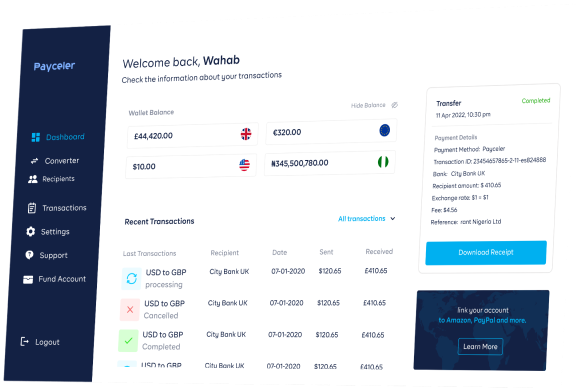 Payceler
Dashboard
Converter
Recipients
Transactions
Settings
Support
Fund Account
Logout
Welcome back, Wahab
Check the information about your transactions
Wallet Balance
Hide Balance
£44,420.00
€320.00
$10.00
₦345,500,780.00
Recent Transactions
All transactions
Last Transactions Recipient Date Sent Received
USD to GBP City Bank UK 07-01-2020 $120.65 £410.65
processing
USD to GBP City Bank UK 07-01-2020 $120.65 £410.65
Cancelled
USD to GBP City Bank UK 07-01-2020 $120.65 £410.65
Completed
USD to GBP City Bank UK 07-01-2020 $120.65 £410.65
Transfer Completed
11 Apr 2022, 10:30 pm
Payment Details
Payment Method: Payceler
Transaction ID: 23454657865-2-11-es824888
Bank: City Bank UK
Recipient amount: $ 410.65
Exchange rate: $1 = $1
Fee: $4.56
Reference: rant Nigeria Ltd
Download Receipt
link your account
to Amazon, PayPal and more.
Learn More